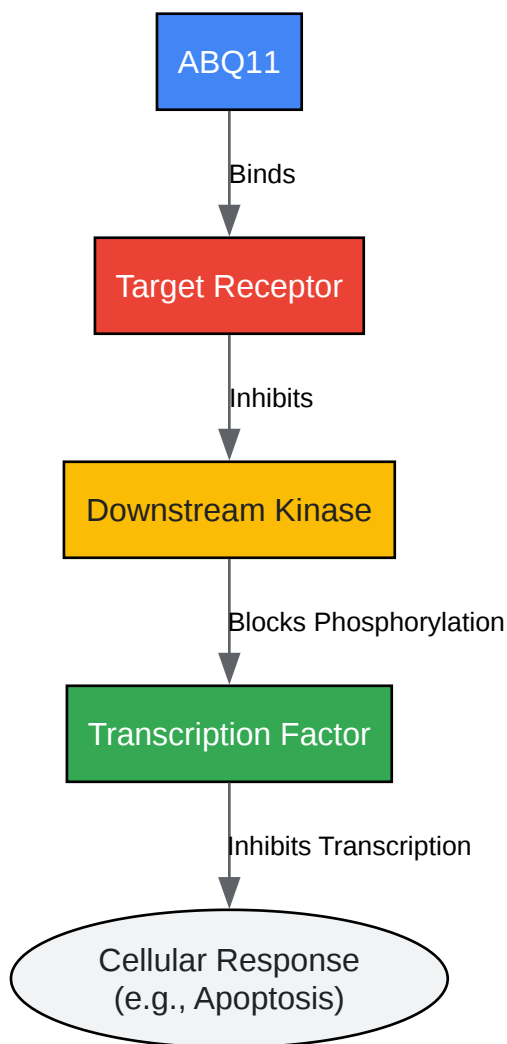 ABQ11
Binds
Target Receptor
Inhibits
Downstream Kinase
Blocks Phosphorylation
Transcription Factor
Inhibits Transcription
Cellular Response
(e.g., Apoptosis)